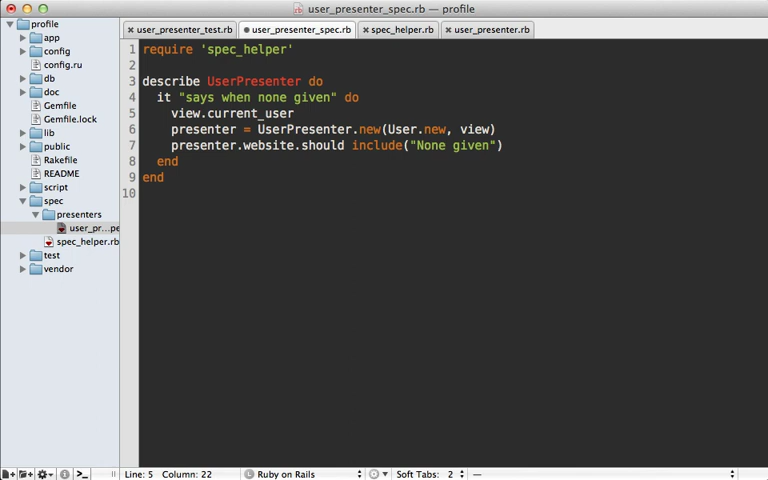 user_presenter_spec.rb — profile
user_presenter_test.rb
user_presenter_spec.rb
spec_helper.rb
user_presenter.rb
profile
app
config
config.ru
db
doc
Gemfile
Gemfile.lock
lib
public
Rakefile
README
script
spec
presenters
user_pr...pe
spec_helper.rb
test
vendor
1 require 'spec_helper'
2
3 describe UserPresenter do
4 it "says when none given" do
5 view.current_user
6 presenter = UserPresenter.new(User.new, view)
7 presenter.website.should include("None given")
8 end
9 end
10
Line: 5 Column: 22
L Ruby on Rails
Soft Tabs: 2
—